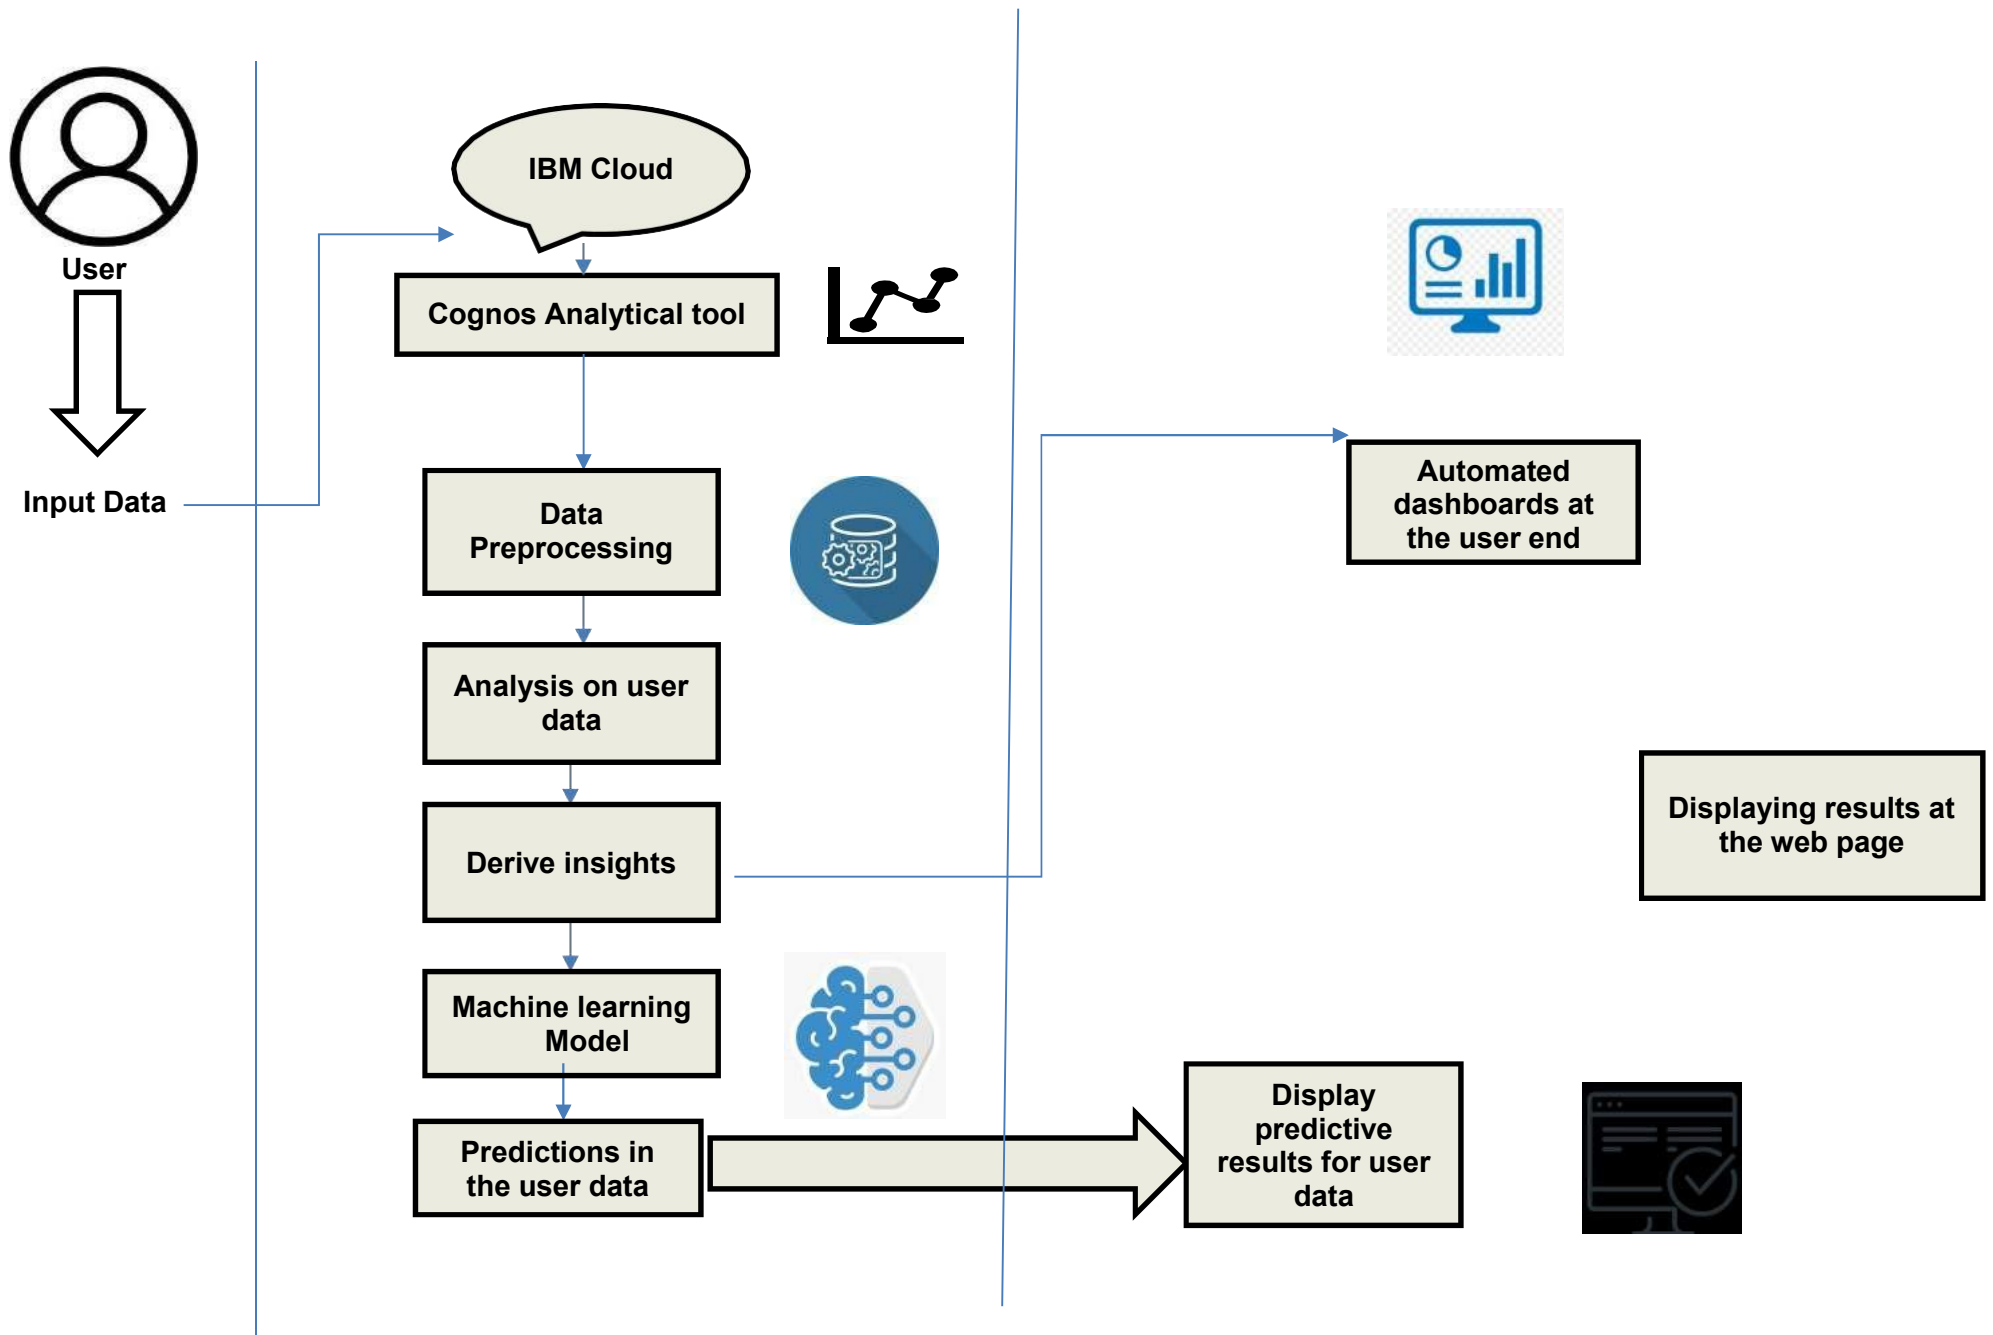 User
Input Data
IBM Cloud
Cognos Analytical tool
Data
Preprocessing
Analysis on user
data
Derive insights
Machine learning
Model
Predictions in
the user data
Automated
dashboards at
the user end
Displaying results at
the web page
Display
predictive
results for user
data